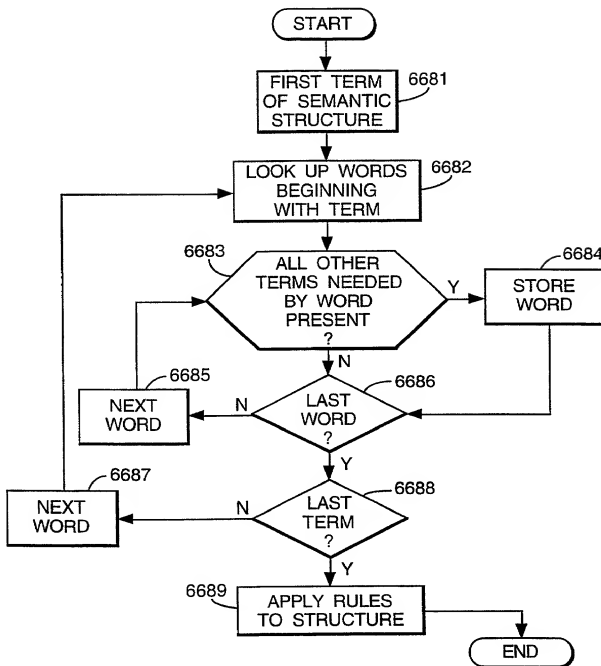 START
FIRST TERM
OF SEMANTIC
STRUCTURE
6681
LOOK UP WORDS
BEGINNING
WITH TERM
6682
6683
ALL OTHER
TERMS NEEDED
BY WORD
PRESENT
?
Y
N
6684
STORE
WORD
6685
NEXT
WORD
N
6686
LAST
WORD
?
Y
6687
NEXT
WORD
N
6688
LAST
TERM
?
Y
6689
APPLY RULES
TO STRUCTURE
END